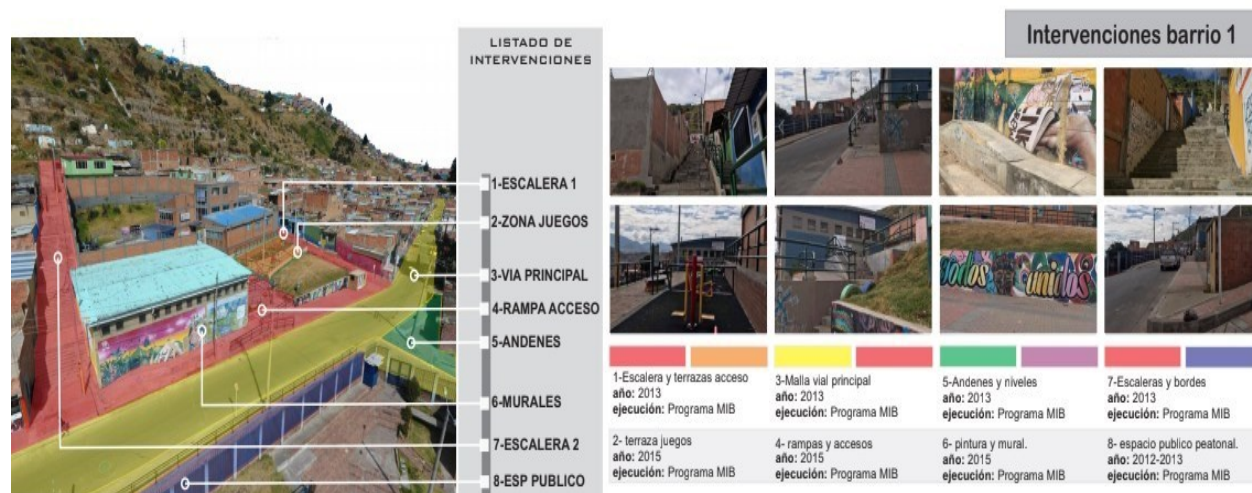 Intervenciones barrio 1
LISTADO DE
INTERVENCIONES
1-ESCALERA 1
2-ZONA JUEGOS
3-VIA PRINCIPAL
4-RAMPA ACCESO
5-ANDENES
6-MURALES
7-ESCALERA 2
8-ESP PUBLICO
unidos
1-Escalera y terrazas acceso
año: 2013
ejecución: Programa MIB
2- terraza juegos
año: 2015
ejecución: Programa MIB
3-Malla vial principal
año: 2013
ejecución: Programa MIB
4- rampas y accesos
año: 2015
ejecución: Programa MIB
5-Andenes y niveles
año: 2013
ejecución: Programa MIB
6- pintura y mural.
año: 2015
ejecución: Programa MIB
7-Escaleras y bordes
año: 2013
ejecución: Programa MIB
8- espacio publico peatonal.
año: 2012-2013
ejecución: Programa MIB